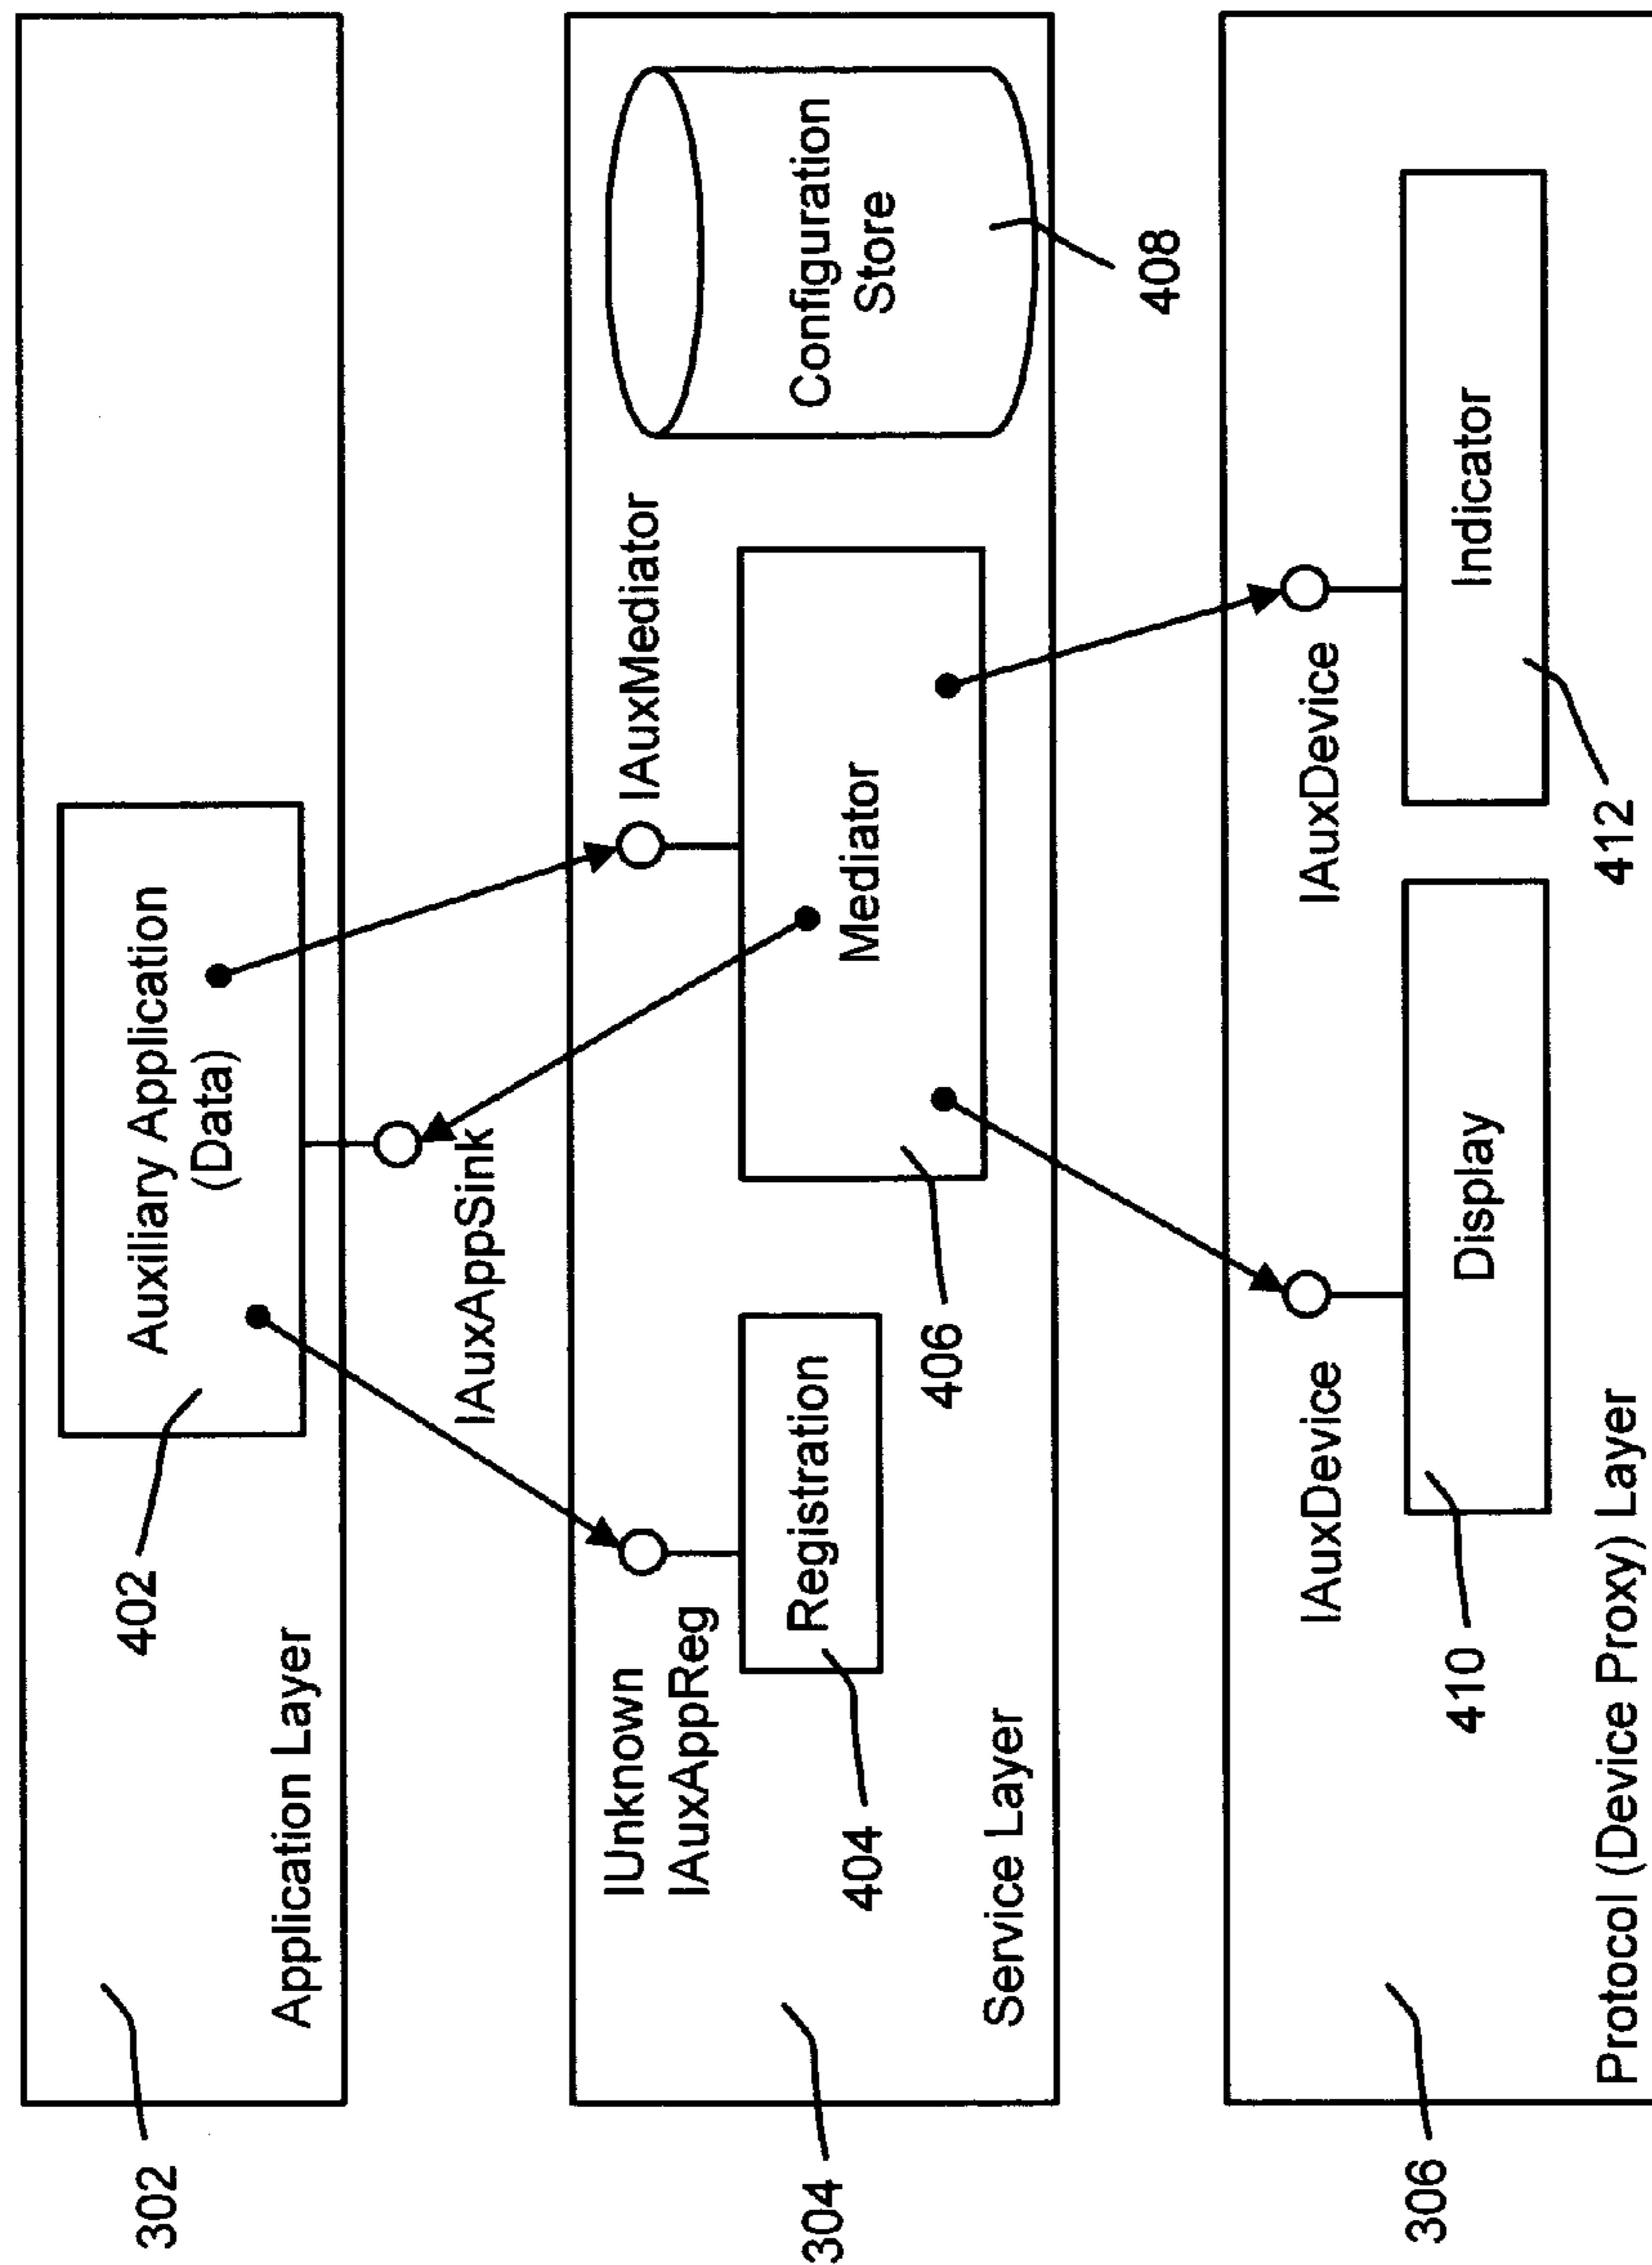 302
Application Layer
402
Auxiliary Application
(Data)
IAuxAppSink
304
Service Layer
IUnknown
IAuxAppReg
404
Registration
406
Mediator
IAuxMediator
Configuration
Store
408
306
Protocol (Device Proxy) Layer
IAuxDevice
410
Display
IAuxDevice
412
Indicator